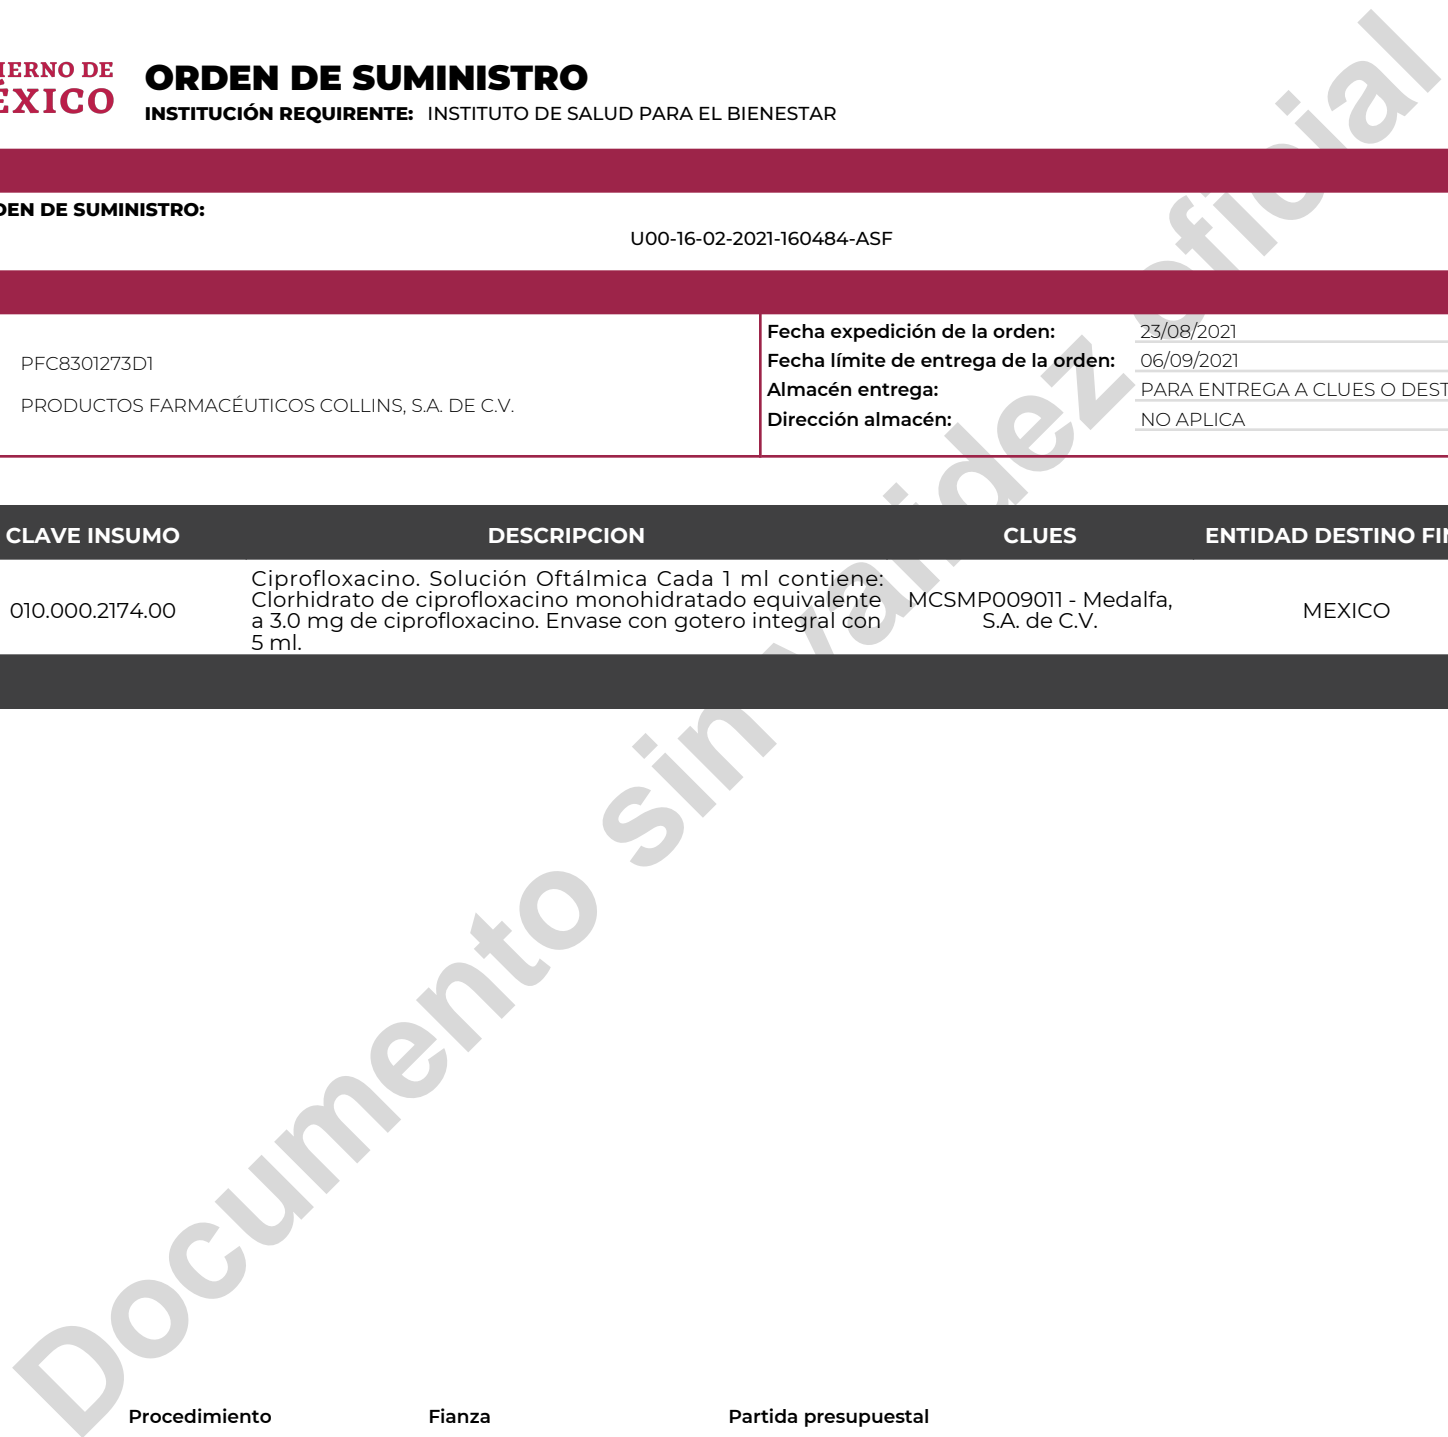 IERNO DE
ÉXICO
ORDEN DE SUMINISTRO
INSTITUCIÓN REQUIRENTE: INSTITUTO DE SALUD PARA EL BIENESTAR
DEN DE SUMINISTRO:
U00-16-02-2021-160484-ASF
PFC8301273D1
PRODUCTOS FARMACÉUTICOS COLLINS, S.A. DE C.V.
Fecha expedición de la orden: 23/08/2021
Fecha límite de entrega de la orden: 06/09/2021
Almacén entrega: PARA ENTREGA A CLUES O DEST
Dirección almacén: NO APLICA
CLAVE INSUMO DESCRIPCION CLUES ENTIDAD DESTINO FIN
010.000.2174.00
Ciprofloxacino. Solución Oftálmica Cada 1 ml contiene:
Clorhidrato de ciprofloxacino monohidratado equivalente
a 3.0 mg de ciprofloxacino. Envase con gotero integral con
5 ml.
MCSMP009011 - Medalfa,
S.A. de C.V.
MEXICO
Documento sin validez oficial
Procedimiento Fianza Partida presupuestal